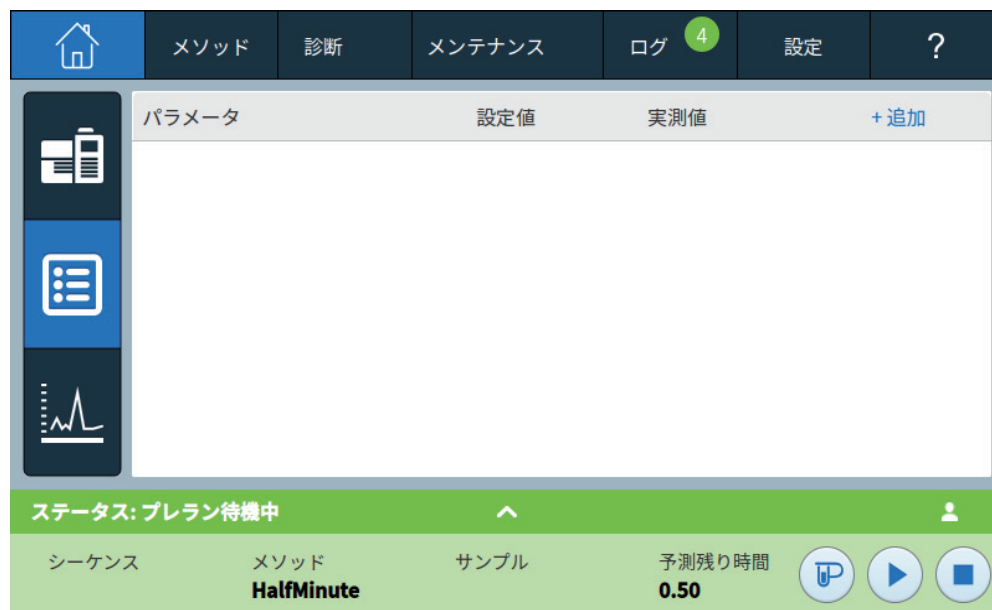 メソッド 診断 メンテナンス ログ 4 設定 ?
パラメータ 設定値 実測値 +追加
ステータス: プレラン待機中
シーケンス メソッド サンプル 予測残り時間
HalfMinute 0.50